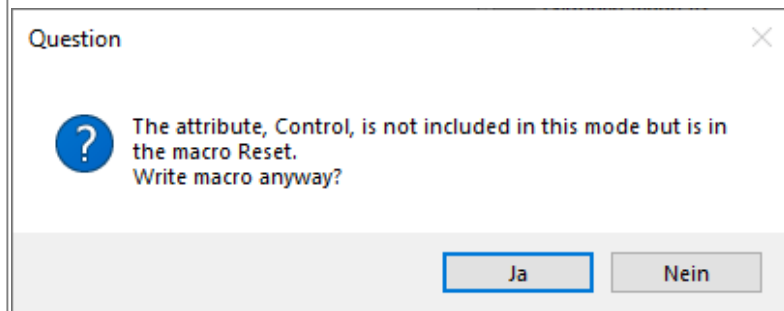 Question
The attribute, Control, is not included in this mode but is in
the macro Reset.
Write macro anyway?
Ja
Nein